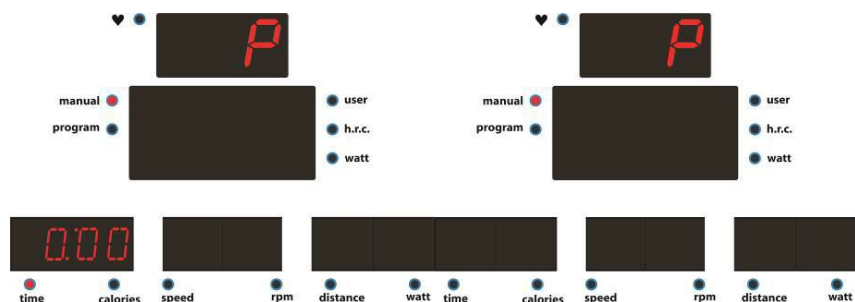 ♥ P ♥ P
manual user manual user
program h.r.c. program h.r.c.
watt watt
0:00
time calories speed rpm distance watt time calories speed rpm distance watt